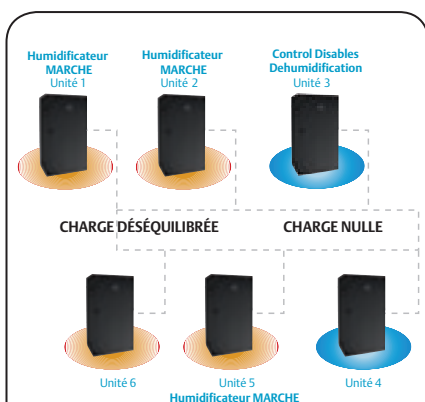 Humidificateur
MARCHE
Unité 1
Humidificateur
MARCHE
Unité 2
Control Disables
Dehumidification
Unité 3
CHARGE DÉSÉQUILIBRÉE
CHARGE NULLE
Unité 6
Unité 5
Humidificateur MARCHE
Unité 4